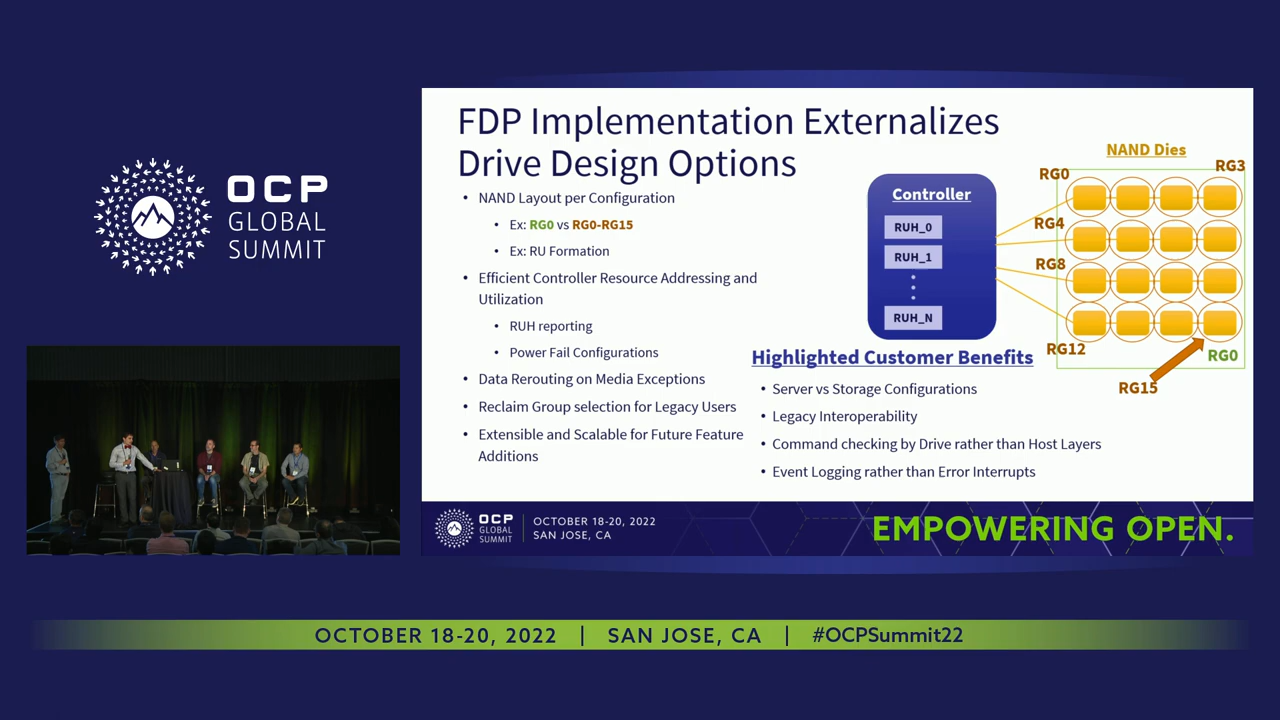 OCP
GLOBAL
SUMMIT
FDP Implementation Externalizes
Drive Design Options
• NAND Layout per Configuration
• Ex: RG0 vs RG0-RG15
• Ex: RU Formation
• Efficient Controller Resource Addressing and
Utilization
• RUH reporting
• Power Fail Configurations
• Data Rerouting on Media Exceptions
• Reclaim Group selection for Legacy Users
• Extensible and Scalable for Future Feature
Additions
Controller
RUH_0
RUH_1
RUH_N
NAND Dies
RG0
RG3
RG4
RG8
RG12
RG0
RG15
Highlighted Customer Benefits
• Server vs Storage Configurations
• Legacy Interoperability
• Command checking by Drive rather than Host Layers
• Event Logging rather than Error Interrupts
OCP
GLOBAL
SUMMIT
OCTOBER 18-20, 2022
SAN JOSE, CA
EMPOWERING OPEN.
OCTOBER 18-20, 2022 | SAN JOSE, CA | #OCPSummit22